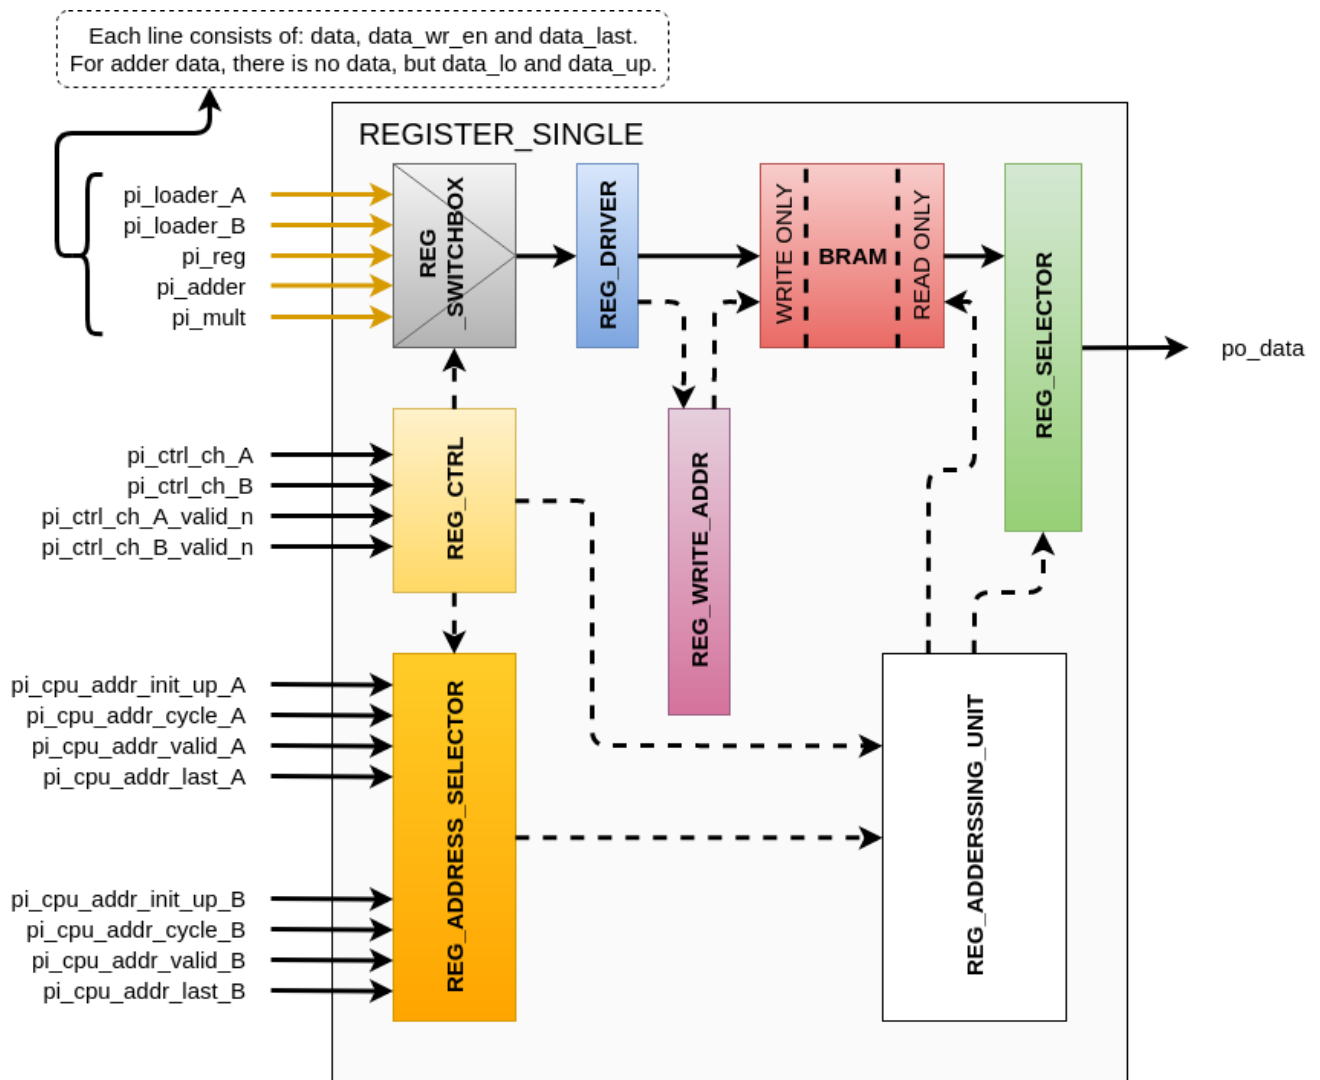 Each line consists of: data, data_wr_en and data_last.
For adder data, there is no data, but data_lo and data_up.
REGISTER_SINGLE
pi_loader_A
pi_loader_B
pi_reg
pi_adder
pi_mult
REG
_SWITCHBOX
REG_DRIVER
WRITE ONLY
BRAM
READ ONLY
REG_SELECTOR
po_data
pi_ctrl_ch_A
pi_ctrl_ch_B
pi_ctrl_ch_A_valid_n
pi_ctrl_ch_B_valid_n
REG_CTRL
REG_WRITE_ADDR
pi_cpu_addr_init_up_A
pi_cpu_addr_cycle_A
pi_cpu_addr_valid_A
pi_cpu_addr_last_A
REG_ADDRESS_SELECTOR
REG_ADDERSSING_UNIT
pi_cpu_addr_init_up_B
pi_cpu_addr_cycle_B
pi_cpu_addr_valid_B
pi_cpu_addr_last_B